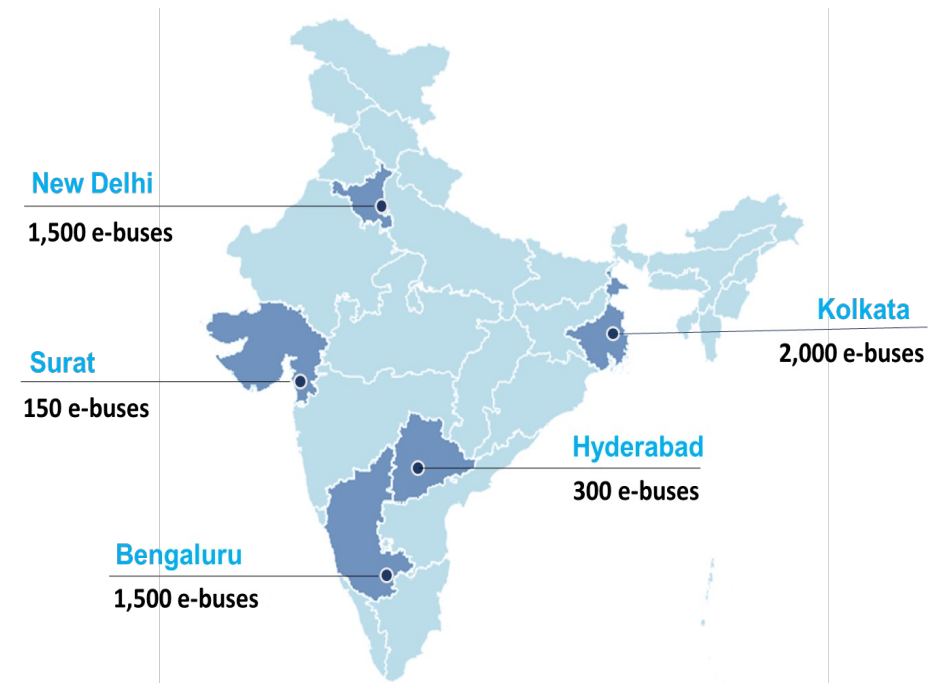 New Delhi
1,500 e-buses
Kolkata
2,000 e-buses
Surat
150 e-buses
Hyderabad
300 e-buses
Bengaluru
1,500 e-buses